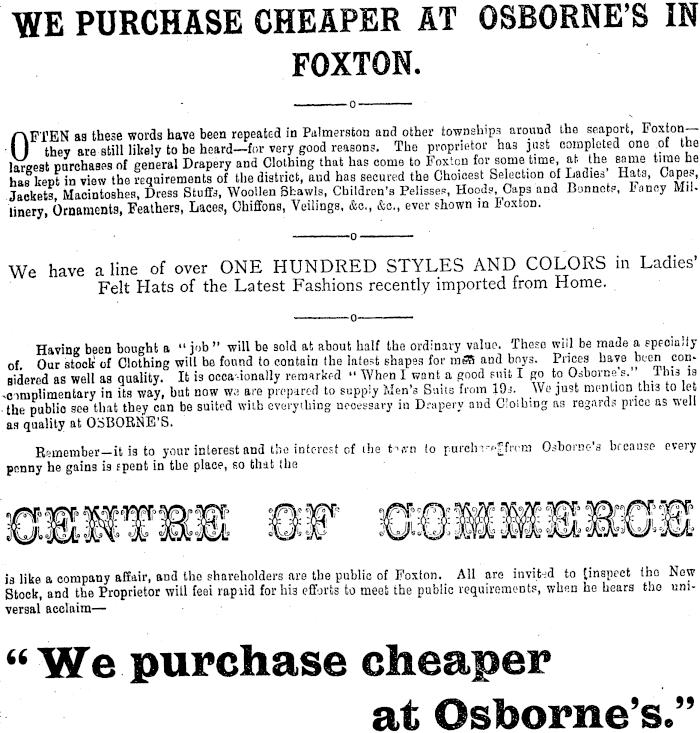 WE PURCHASE CHEAPER AT OSBORNE'S IN
FOXTON.
OFTEN as these words have been repeated in Palmerston and other townships around the seaport, Foxton—
they are still likely to be heard—for very good reasons. The proprietor has just completed one of the
largest purchases of general Drapery and Clothing that has come to Foxton for some time, at the same time he
has kept in view the requirements of the district, and has secured the Choicest Selection of Ladies' Hats, Capes,
Jackets, Macintoshes, Dress Stuffs, Woollen Shawls, Children's Pelisses, Hoods, Caps and Bonnets, Fancy Mil-
linery, Ornaments, Feathers, Laces, Chiffons, Veilings, &c., &c., ever shown in Foxton.
We have a line of over ONE HUNDRED STYLES AND COLORS in Ladies'
Felt Hats of the Latest Fashions recently imported from Home.
Having been bought a "job" will be sold at about half the ordinary value. These will be made a specially
of. Our stock of Clothing will be found to contain the latest shapes for men and boys. Prices have been con-
sidered as well as quality. It is occasionally remarked "When I want a good suit I go to Osborne's." This is
complimentary in its way, but now we are prepared to supply Men's Suits from 19s. We just mention this to let
the public see that they can be suited with everything necessary in Drapery and Clothing as regards price as well
as quality at OSBORNE'S.
Remember—it is to your interest and the interest of the town to purchase from Osborne's because every
penny he gains is spent in the place, so that the
CENTRE OF COMMERCE
is like a company affair, and the shareholders are the public of Foxton. All are invited to inspect the New
Stock, and the Proprietor will feel rapaid for his efforts to meet the public requirements, when he hears the uni-
versal acclaim—
"We purchase cheaper
at Osborne's."